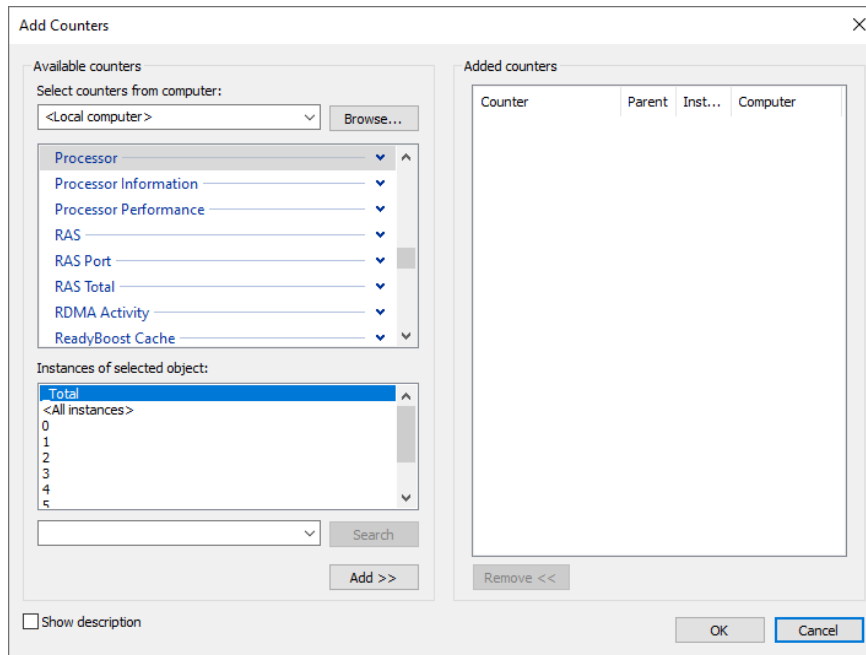 Add Counters
Available counters
Select counters from computer:
<Local computer>
Browse...
Processor
Processor Information
Processor Performance
RAS
RAS Port
RAS Total
RDMA Activity
ReadyBoost Cache
Instances of selected object:
_Total
<All instances>
0
1
2
3
4
5
Search
Add >>
Show description
Added counters
Counter Parent Inst... Computer
Remove <<
OK Cancel